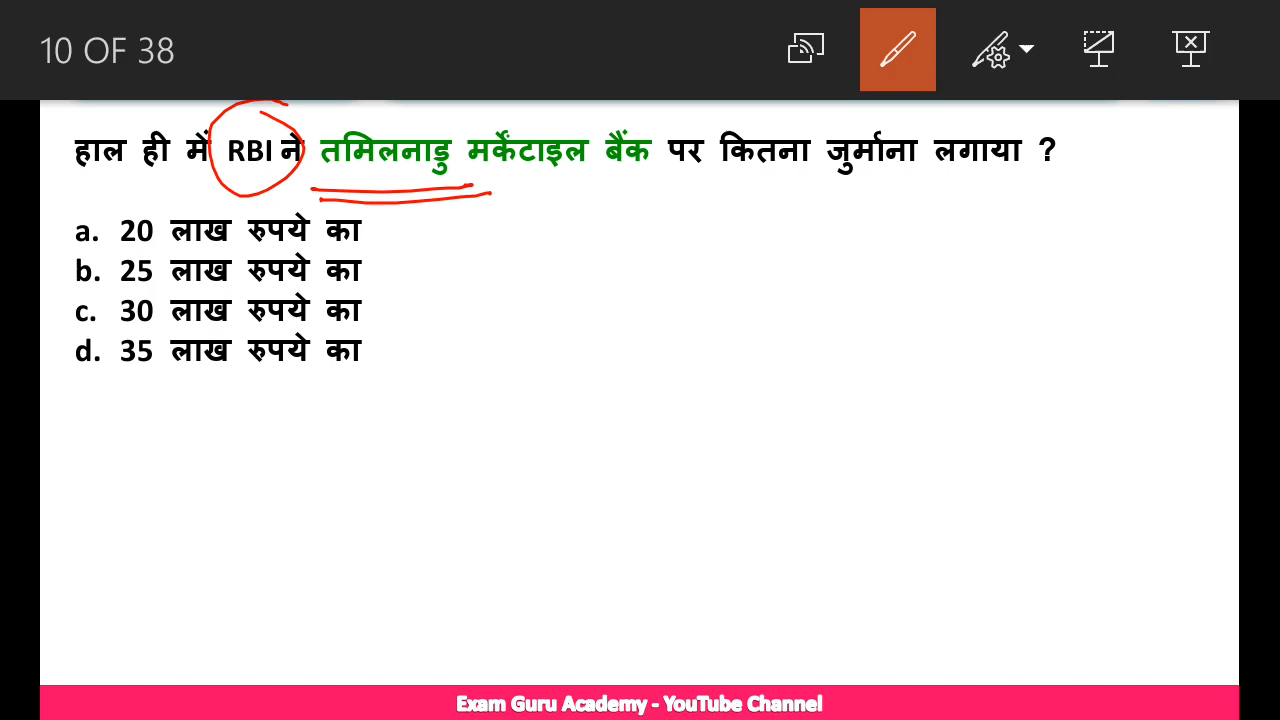 10 OF 38
हाल ही में RBI ने तमिलनाडु मर्केंटाइल बैंक पर कितना जुर्माना लगाया ?
a. 20 लाख रुपये का
b. 25 लाख रुपये का
c. 30 लाख रुपये का
d. 35 लाख रुपये का
Exam Guru Academy - YouTube Channel